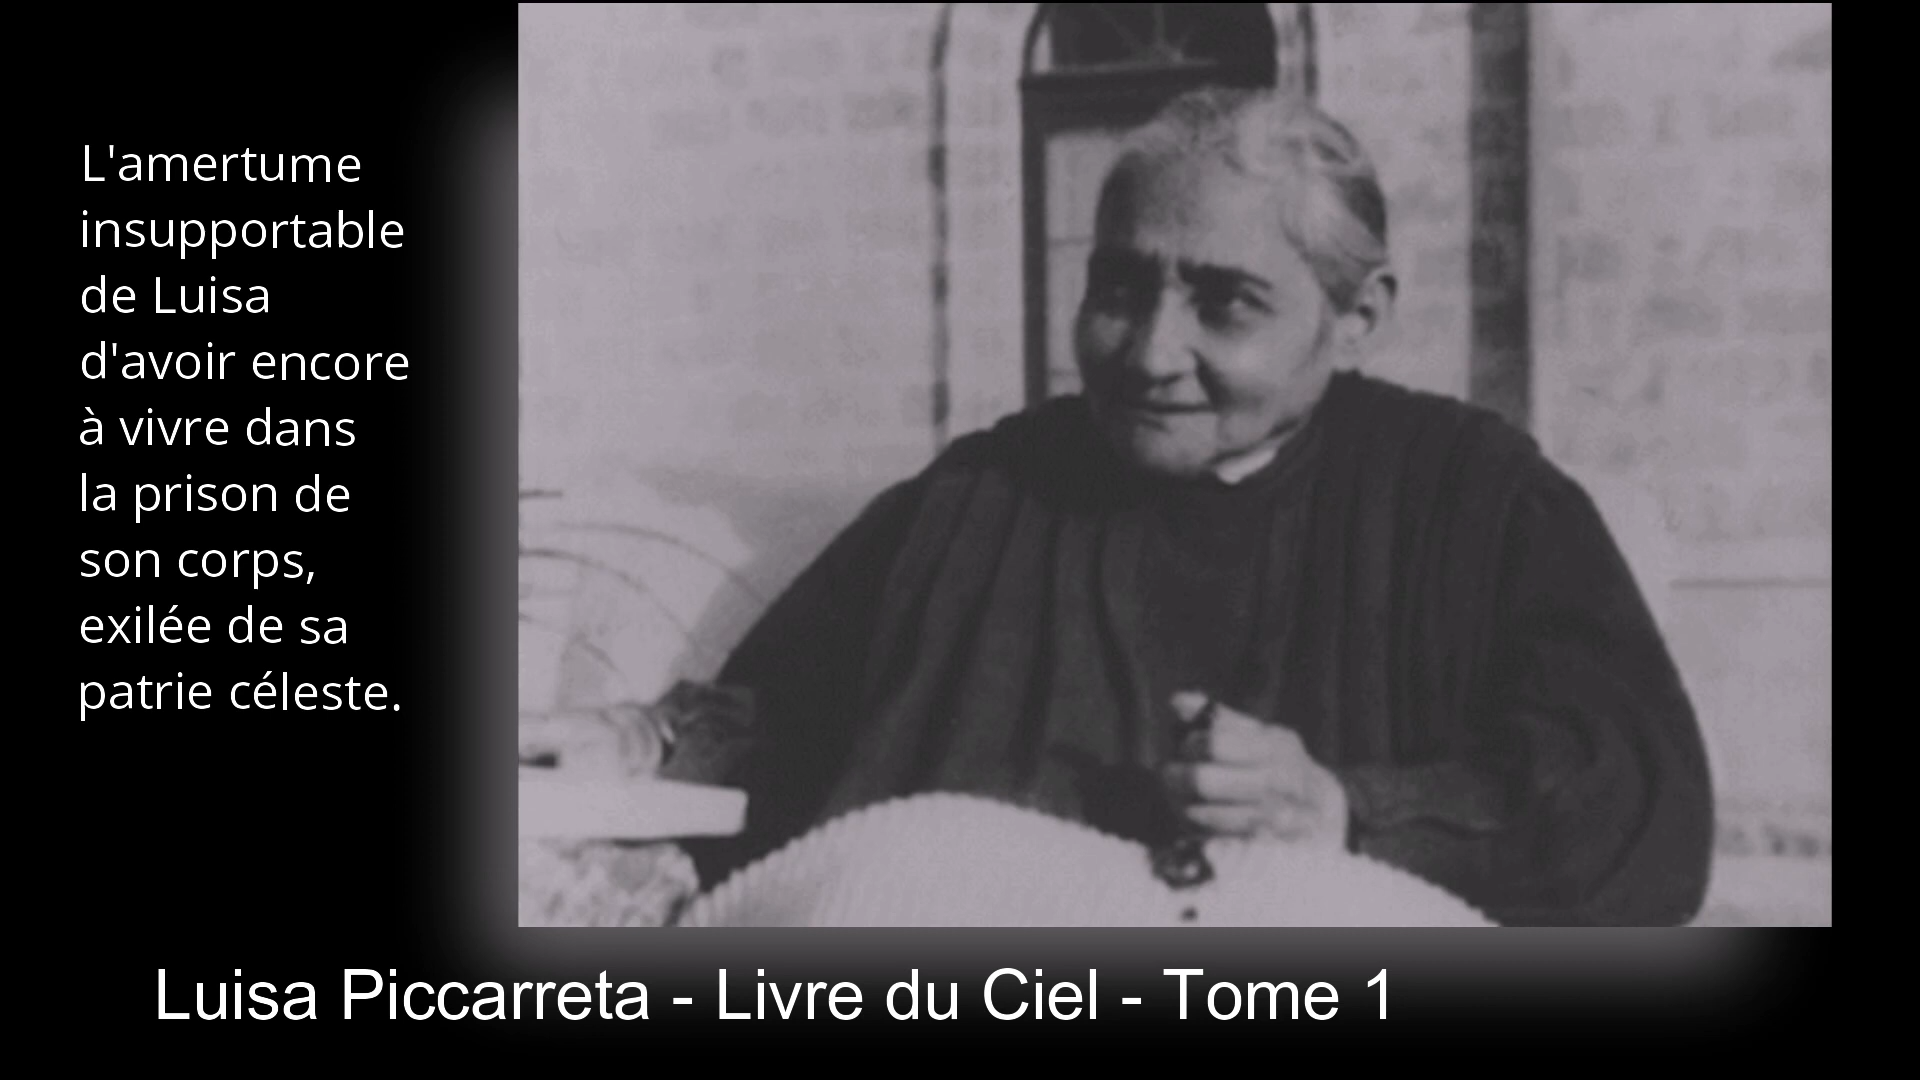 L'amertume
insupportable
de Luisa
d'avoir encore
à vivre dans
la prison de
son corps,
exilée de sa
patrie céleste.
Luisa Piccarreta - Livre du Ciel - Tome 1